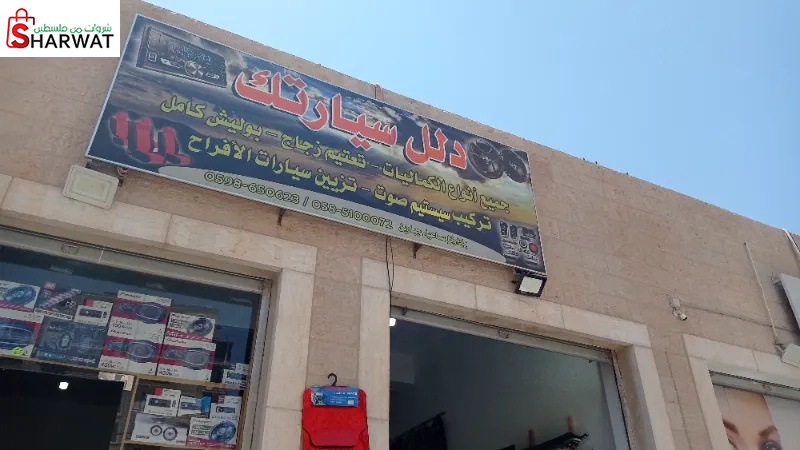 شروات من فلسطين
SHARWAT
دلل سيارتك
جميع أنواع الكماليات - تعتيم زجاج - بوليش كامل
تركيب سيستيم صوت - تزيين سيارات الأفراح
0598-650623 / 058-5100072